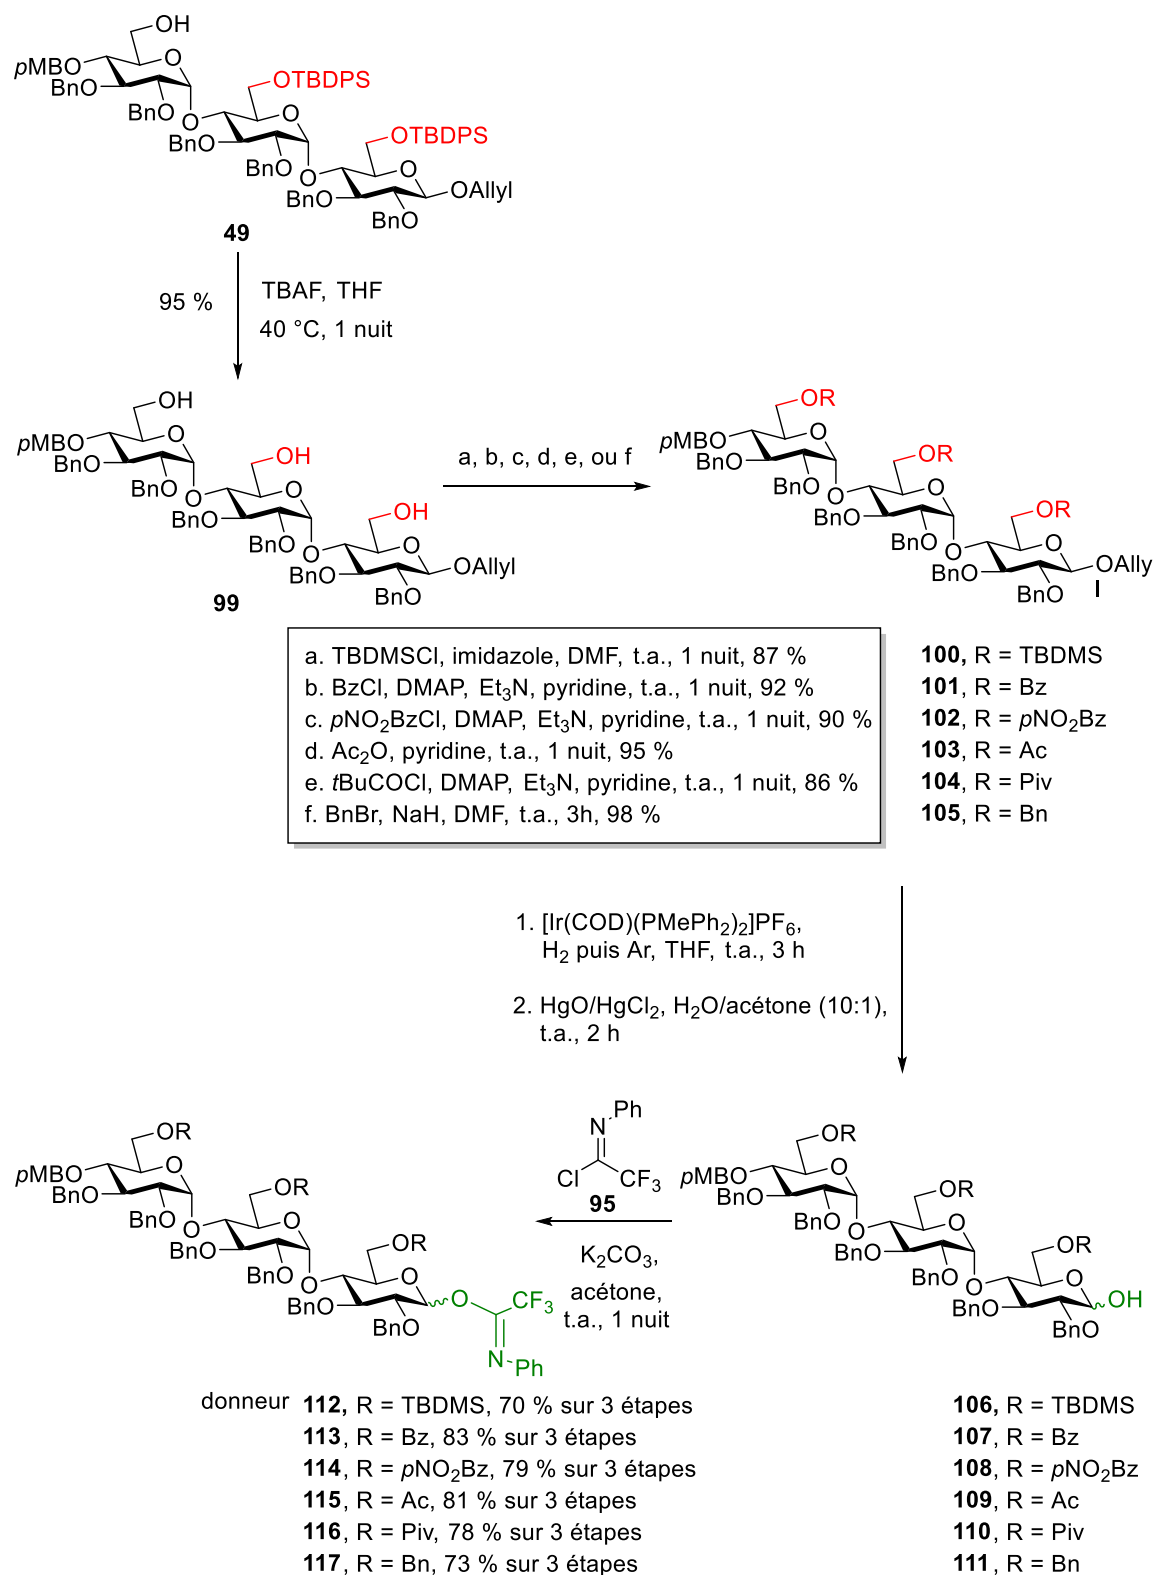 OH
O
pMBO
BnO
BnO
OTBDPS
O
O
BnO
BnO
OTBDPS
O
O
BnO
BnO
OAllyl
49
95 %
TBAF, THF
40 °C, 1 nuit
OH
O
pMBO
BnO
BnO
OH
O
O
BnO
BnO
OH
O
O
BnO
BnO
OAllyl
99
a, b, c, d, e, ou f
OR
O
pMBO
BnO
BnO
OR
O
O
BnO
BnO
OR
O
O
BnO
BnO
OAlly
l
a. TBDMSCl, imidazole, DMF, t.a., 1 nuit, 87 %
b. BzCl, DMAP, Et3N, pyridine, t.a., 1 nuit, 92 %
c. pNO2BzCl, DMAP, Et3N, pyridine, t.a., 1 nuit, 90 %
d. Ac2O, pyridine, t.a., 1 nuit, 95 %
e. tBuCOCl, DMAP, Et3N, pyridine, t.a., 1 nuit, 86 %
f. BnBr, NaH, DMF, t.a., 3h, 98 %
100, R = TBDMS
101, R = Bz
102, R = pNO2Bz
103, R = Ac
104, R = Piv
105, R = Bn
1. [Ir(COD)(PMePh2)2]PF6,
H2 puis Ar, THF, t.a., 3 h
2. HgO/HgCl2, H2O/acétone (10:1),
t.a., 2 h
OR
O
pMBO
BnO
BnO
OR
O
O
BnO
BnO
OR
O
O
BnO
BnO
OH
106, R = TBDMS
107, R = Bz
108, R = pNO2Bz
109, R = Ac
110, R = Piv
111, R = Bn
N
Ph
Cl
CF3
95
K2CO3,
acétone,
t.a., 1 nuit
OR
O
pMBO
BnO
BnO
OR
O
O
BnO
BnO
OR
O
O
BnO
BnO
O
CF3
N
Ph
donneur 112, R = TBDMS, 70 % sur 3 étapes
113, R = Bz, 83 % sur 3 étapes
114, R = pNO2Bz, 79 % sur 3 étapes
115, R = Ac, 81 % sur 3 étapes
116, R = Piv, 78 % sur 3 étapes
117, R = Bn, 73 % sur 3 étapes